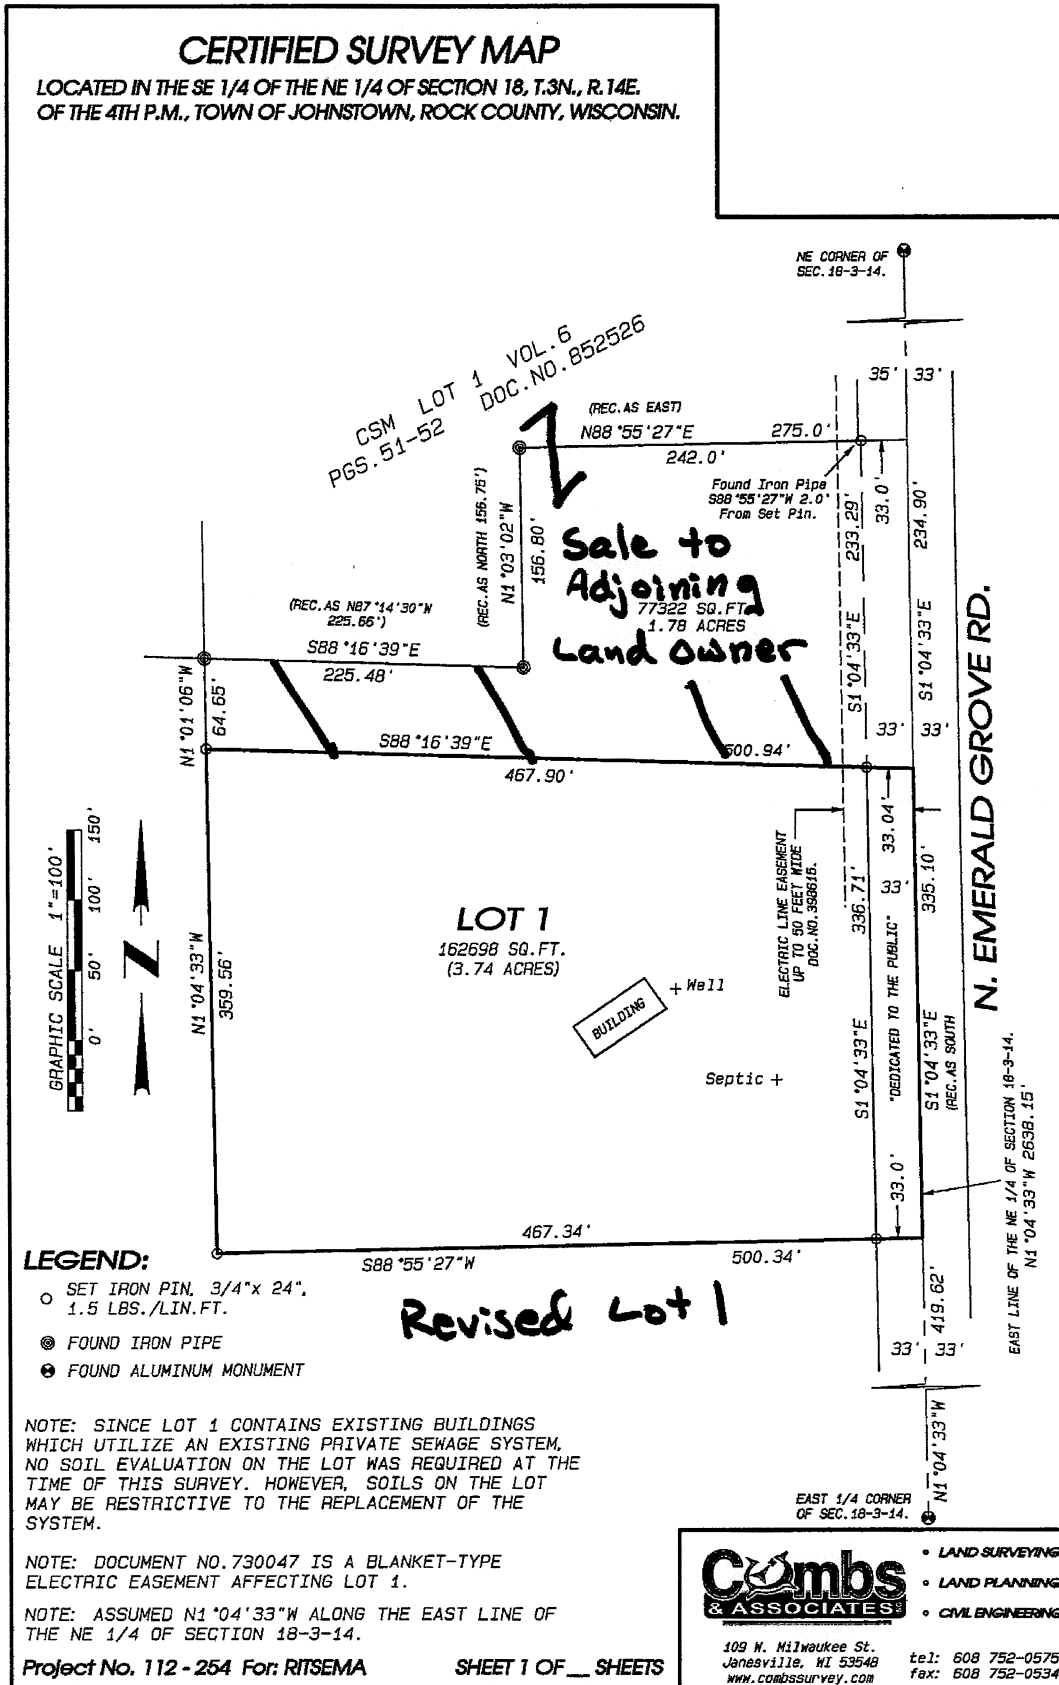 CERTIFIED SURVEY MAP
LOCATED IN THE SE 1/4 OF THE NE 1/4 OF SECTION 18, T.3N., R.14E.
OF THE 4TH P.M., TOWN OF JOHNSTOWN, ROCK COUNTY, WISCONSIN.
NE CORNER OF
SEC.18-3-14.
35' 33'
CSM LOT 1 VOL.6
PGS.51-52 DOC.NO.852526
(REC.AS EAST)
N88°55'27"E 275.0'
242.0'
Found Iron Pipe
S88°55'27"W 2.0'
From Set Pin.
33.0'
233.29'
234.90'
S1°04'33"E
S1°04'33"E
(REC.AS NORTH 156.75')
N1°03'02"W
156.80'
Sale to
Adjoining
77322 SQ.FT.
1.78 ACRES
Land Owner
(REC.AS N87°14'30"W
225.66')
S88°16'39"E
225.48'
N1°01'06"W
64.65'
33' 33'
S88°16'39"E 500.94'
467.90'
N. EMERALD GROVE RD.
GRAPHIC SCALE 1"=100'
0' 50' 100' 150'
N
N1°04'33"W
359.56'
LOT 1
162698 SQ.FT.
(3.74 ACRES)
BUILDING
+ Well
Septic +
ELECTRIC LINE EASEMENT
UP TO 50 FEET WIDE
DOC.NO.398615.
33.04'
33'
336.71'
335.10'
"DEDICATED TO THE PUBLIC"
S1°04'33"E
S1°04'33"E
(REC.AS SOUTH
33.0'
EAST LINE OF THE NE 1/4 OF SECTION 18-3-14.
N1°04'33"W 2638.15'
467.34'
S88°55'27"W 500.34'
Revised Lot 1
419.62'
33' 33'
N1°04'33"W
EAST 1/4 CORNER
OF SEC.18-3-14.
LEGEND:
SET IRON PIN, 3/4"x 24",
1.5 LBS./LIN.FT.
FOUND IRON PIPE
FOUND ALUMINUM MONUMENT
NOTE: SINCE LOT 1 CONTAINS EXISTING BUILDINGS
WHICH UTILIZE AN EXISTING PRIVATE SEWAGE SYSTEM,
NO SOIL EVALUATION ON THE LOT WAS REQUIRED AT THE
TIME OF THIS SURVEY. HOWEVER, SOILS ON THE LOT
MAY BE RESTRICTIVE TO THE REPLACEMENT OF THE
SYSTEM.
NOTE: DOCUMENT NO.730047 IS A BLANKET-TYPE
ELECTRIC EASEMENT AFFECTING LOT 1.
NOTE: ASSUMED N1°04'33"W ALONG THE EAST LINE OF
THE NE 1/4 OF SECTION 18-3-14.
Project No. 112 - 254 For: RITSEMA SHEET 1 OF __ SHEETS
Combs
& ASSOCIATES
• LAND SURVEYING
• LAND PLANNING
• CIVIL ENGINEERING
109 W. Milwaukee St.
Janesville, WI 53548
www.combssurvey.com
tel: 608 752-0575
fax: 608 752-0534